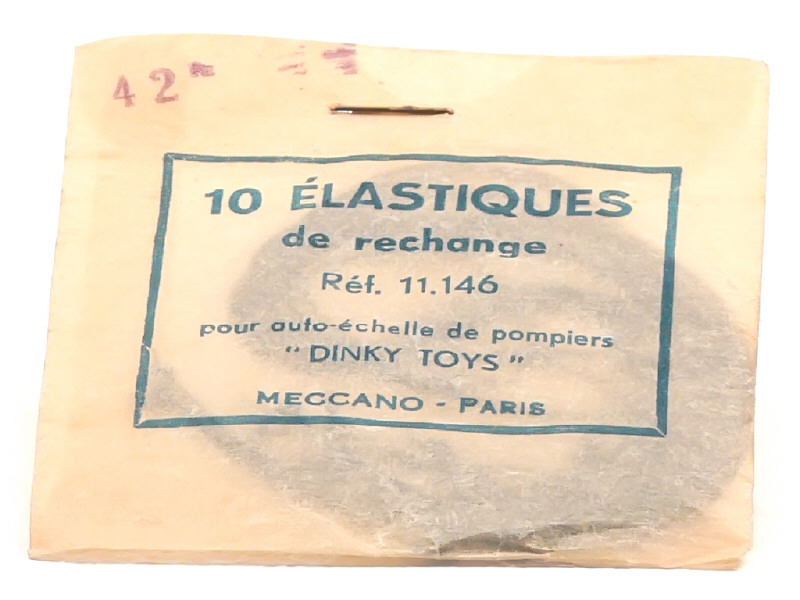 42
10 ÉLASTIQUES
de rechange
Réf. 11.146
pour auto-échelle de pompiers
"DINKY TOYS"
MECCANO - PARIS